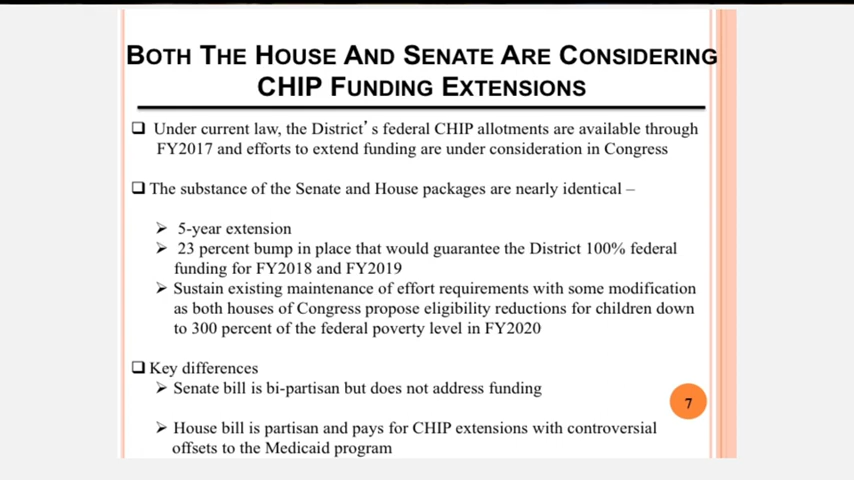 BOTH THE HOUSE AND SENATE ARE CONSIDERING
CHIP FUNDING EXTENSIONS
❑ Under current law, the District's federal CHIP allotments are available through
FY2017 and efforts to extend funding are under consideration in Congress
❑ The substance of the Senate and House packages are nearly identical –
➢ 5-year extension
➢ 23 percent bump in place that would guarantee the District 100% federal
funding for FY2018 and FY2019
➢ Sustain existing maintenance of effort requirements with some modification
as both houses of Congress propose eligibility reductions for children down
to 300 percent of the federal poverty level in FY2020
❑ Key differences
➢ Senate bill is bi-partisan but does not address funding
7
➢ House bill is partisan and pays for CHIP extensions with controversial
offsets to the Medicaid program